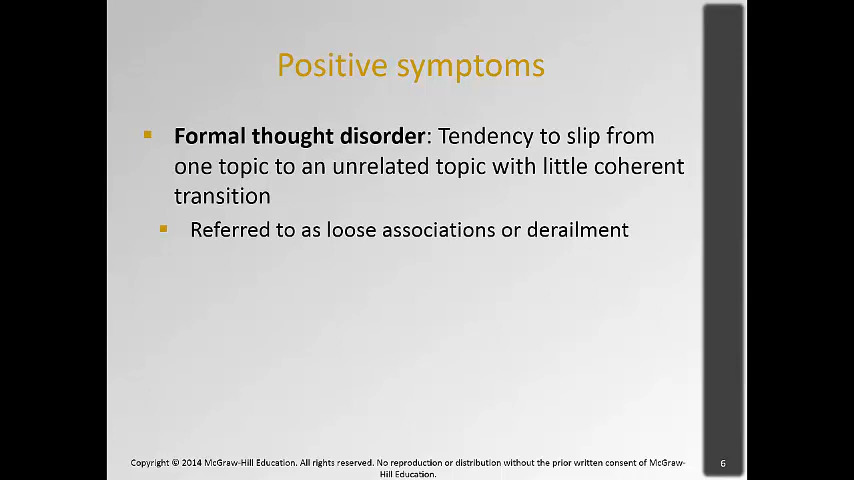 Positive symptoms
Formal thought disorder: Tendency to slip from
one topic to an unrelated topic with little coherent
transition
Referred to as loose associations or derailment
Copyright © 2014 McGraw-Hill Education. All rights reserved. No reproduction or distribution without the prior written consent of McGraw-
Hill Education.
6